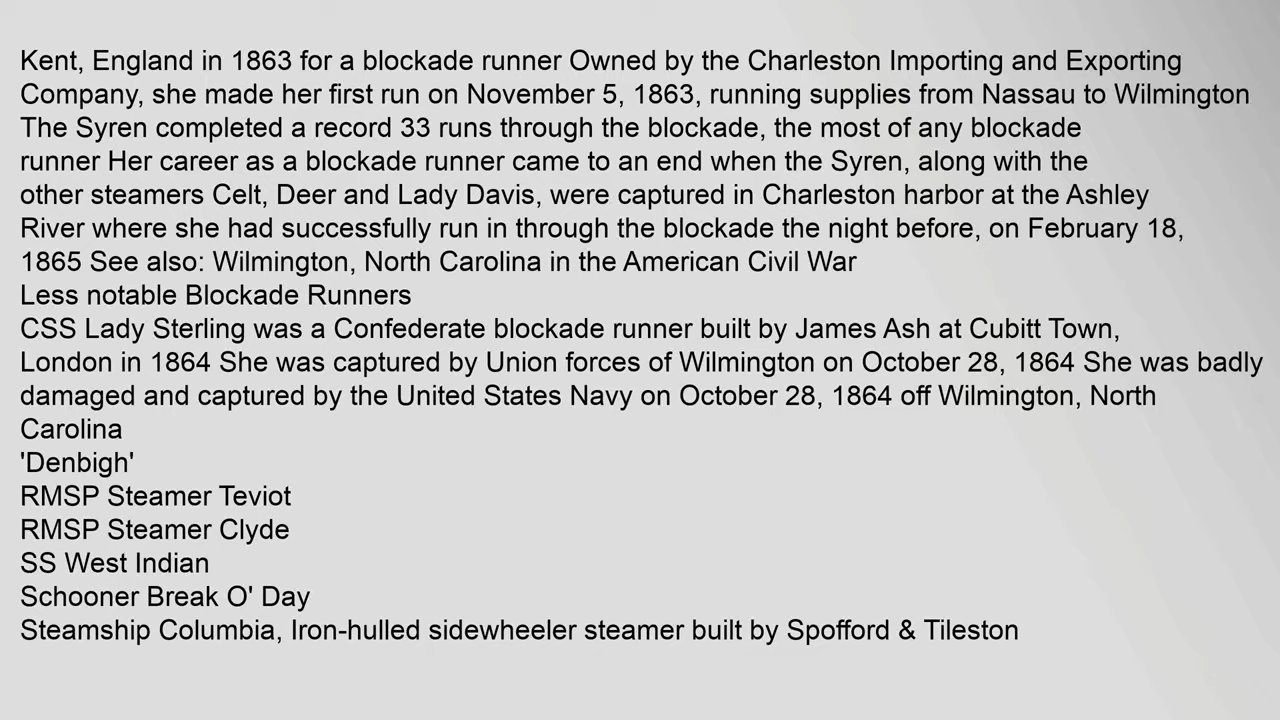 Kent, England in 1863 for a blockade runner Owned by the Charleston Importing and Exporting
Company, she made her first run on November 5, 1863, running supplies from Nassau to Wilmington
The Syren completed a record 33 runs through the blockade, the most of any blockade
runner Her career as a blockade runner came to an end when the Syren, along with the
other steamers Celt, Deer and Lady Davis, were captured in Charleston harbor at the Ashley
River where she had successfully run in through the blockade the night before, on February 18,
1865 See also: Wilmington, North Carolina in the American Civil War
Less notable Blockade Runners
CSS Lady Sterling was a Confederate blockade runner built by James Ash at Cubitt Town,
London in 1864 She was captured by Union forces of Wilmington on October 28, 1864 She was badly
damaged and captured by the United States Navy on October 28, 1864 off Wilmington, North
Carolina
'Denbigh'
RMSP Steamer Teviot
RMSP Steamer Clyde
SS West Indian
Schooner Break O' Day
Steamship Columbia, Iron-hulled sidewheeler steamer built by Spofford & Tileston